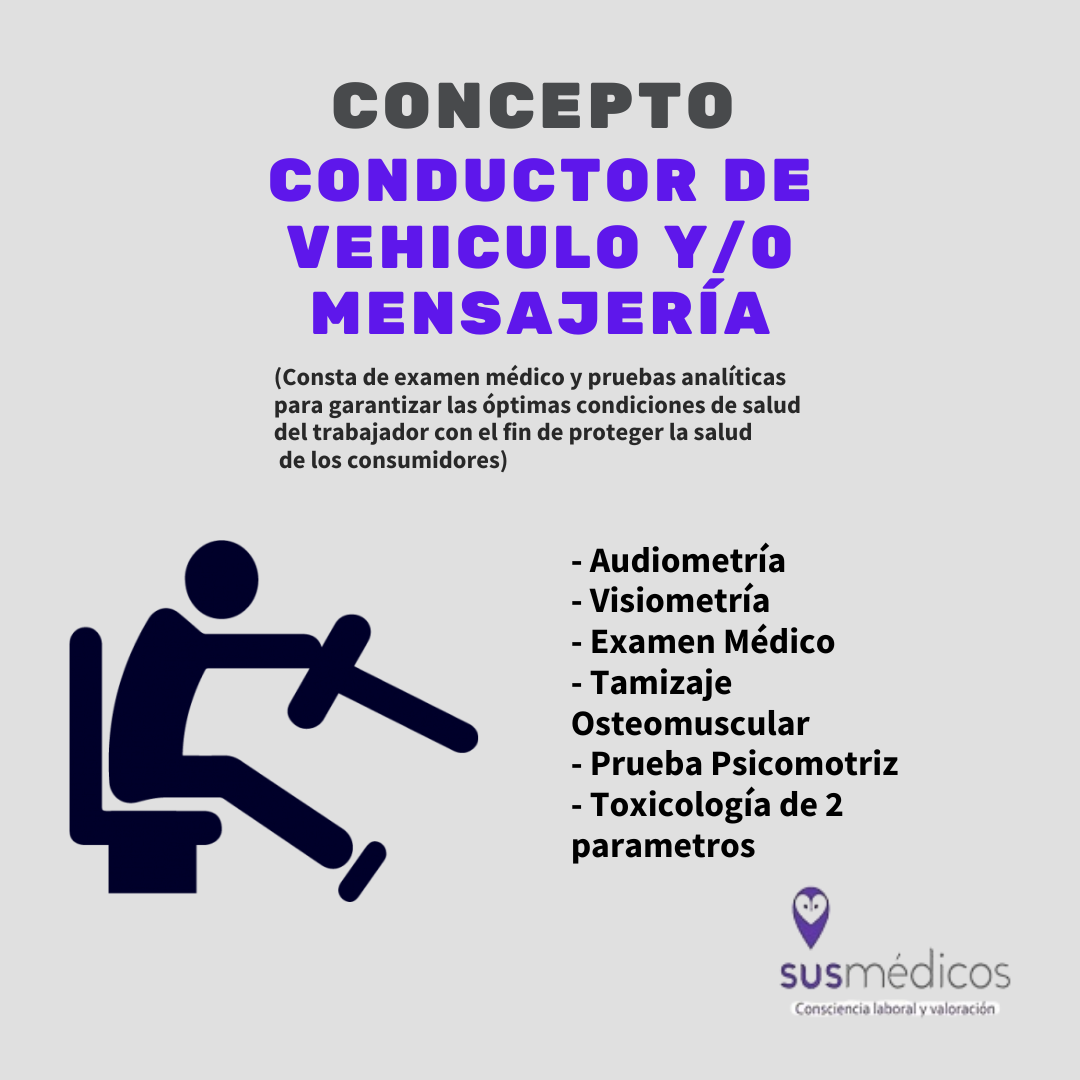 CONCEPTO
CONDUCTOR DE
VEHICULO Y/O
MENSAJERÍA
(Consta de examen médico y pruebas analíticas
para garantizar las óptimas condiciones de salud
del trabajador con el fin de proteger la salud
de los consumidores)
- Audiometría
- Visiometría
- Examen Médico
- Tamizaje
Osteomuscular
- Prueba Psicomotriz
- Toxicología de 2
parametros
susmédicos
Consciencia laboral y valoración